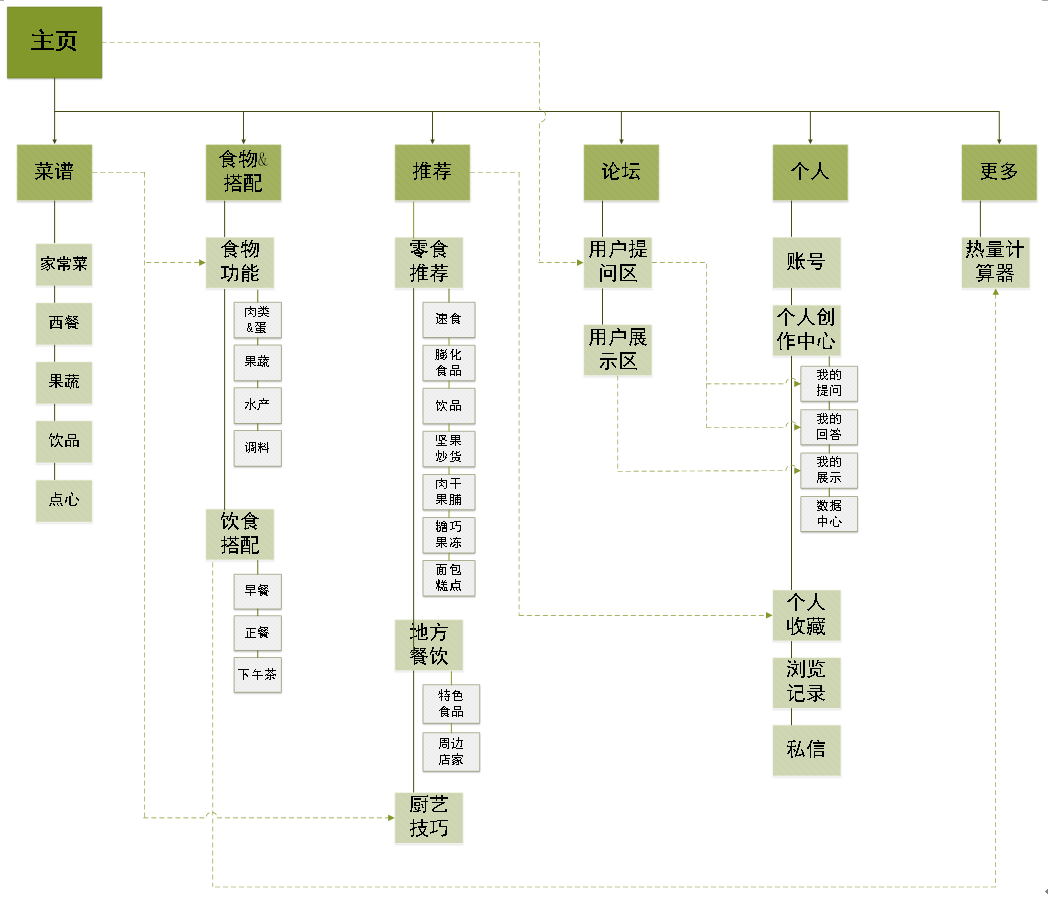 主页
菜谱
家常菜
西餐
果蔬
饮品
点心
食物&
搭配
食物
功能
肉类
&蛋
果蔬
水产
调料
饮食
搭配
早餐
正餐
下午茶
推荐
零食
推荐
速食
膨化
食品
饮品
坚果
炒货
肉干
果脯
糖巧
果冻
面包
糕点
地方
餐饮
特色
食品
周边
店家
厨艺
技巧
论坛
用户提
问区
用户展
示区
个人
账号
个人创
作中心
我的
提问
我的
回答
我的
展示
数据
中心
个人
收藏
浏览
记录
私信
更多
热量计
算器